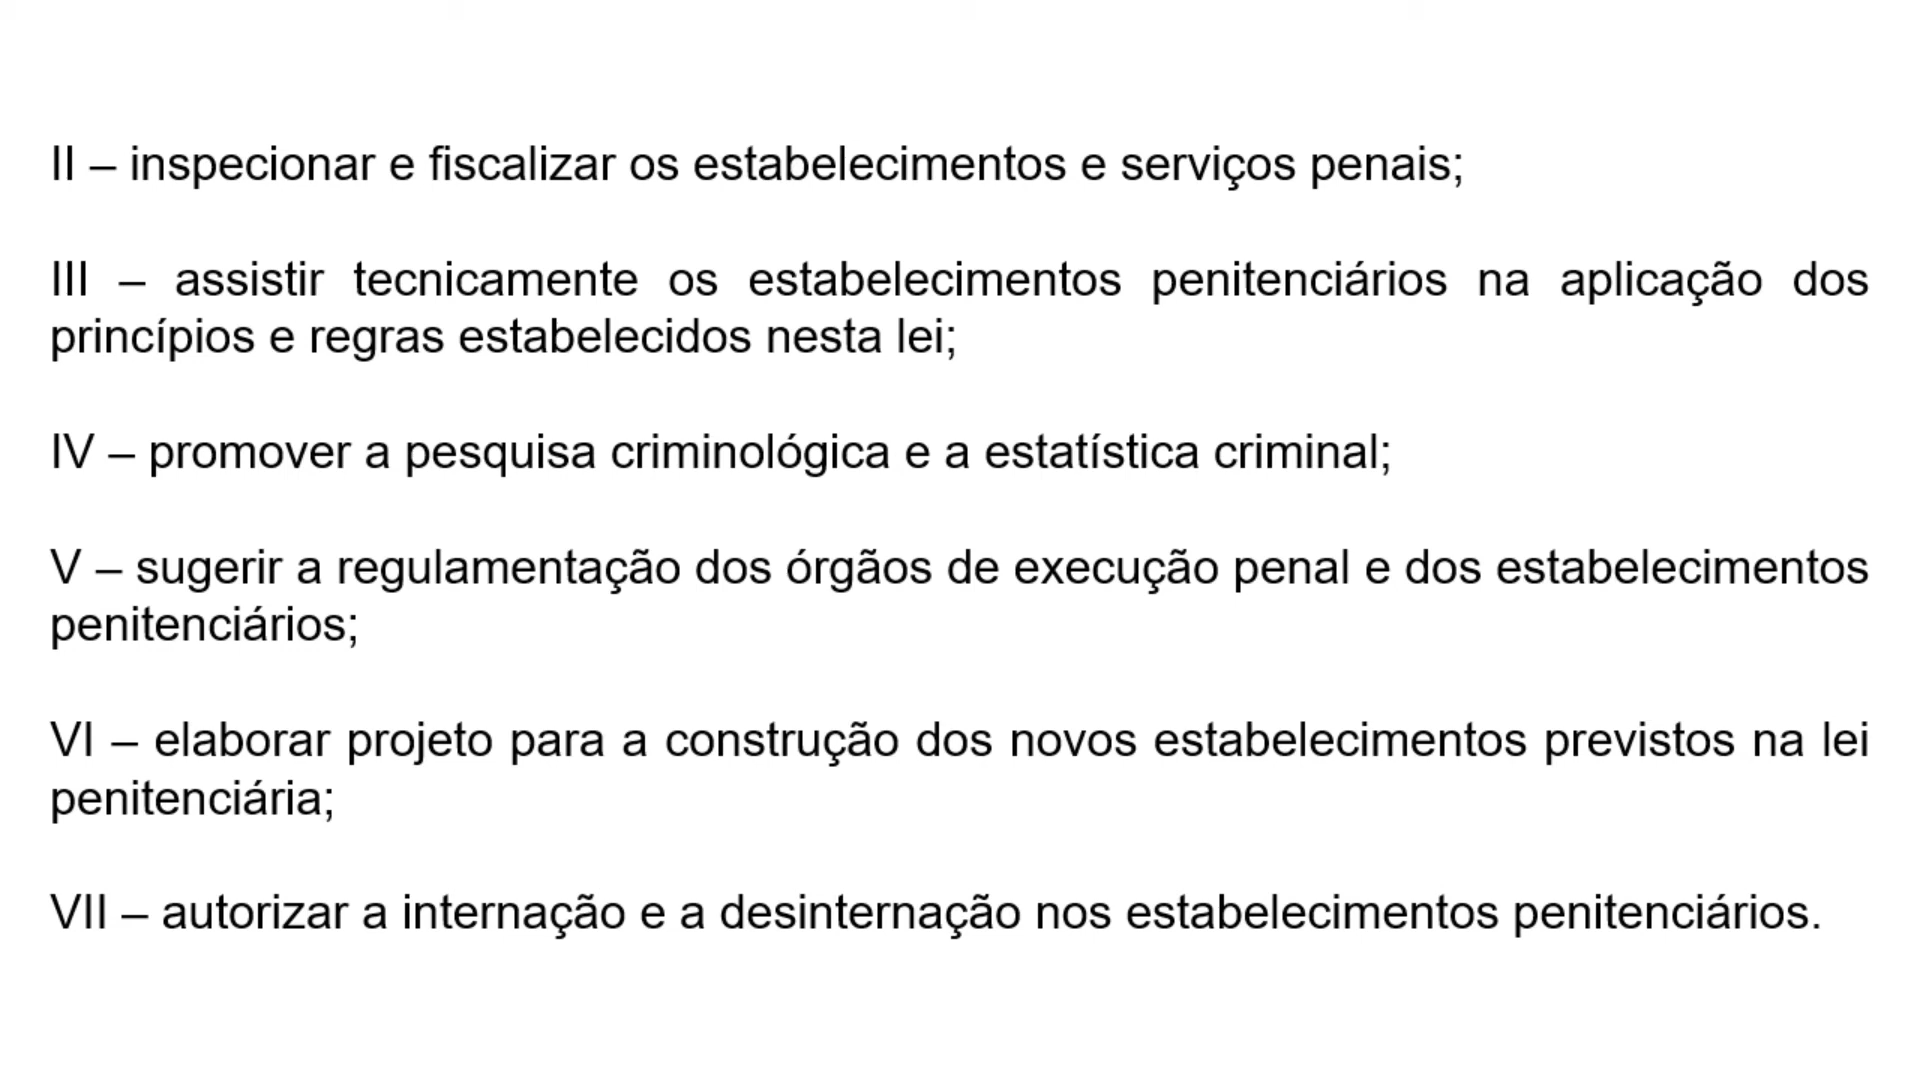 II – inspecionar e fiscalizar os estabelecimentos e serviços penais;
III – assistir tecnicamente os estabelecimentos penitenciários na aplicação dos
princípios e regras estabelecidos nesta lei;
IV – promover a pesquisa criminológica e a estatística criminal;
V – sugerir a regulamentação dos órgãos de execução penal e dos estabelecimentos
penitenciários;
VI – elaborar projeto para a construção dos novos estabelecimentos previstos na lei
penitenciária;
VII – autorizar a internação e a desinternação nos estabelecimentos penitenciários.